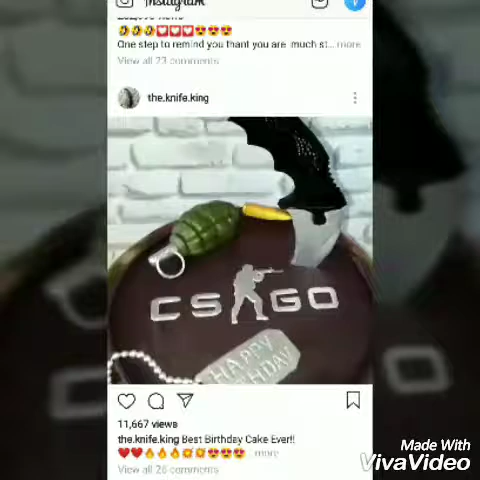 Instagram
🤣🤣🤣💟💟💟😍😍😍
One step to remind you thant you are much st... more
View all 23 comments
the.knife.king
CS GO
HAPPY
11,667 views
the.knife.king Best Birthday Cake Ever!!
❤️❤️🔥🔥🔥💥💥😍😍😍 ... more
View all 26 comments
Made With
VivaVideo